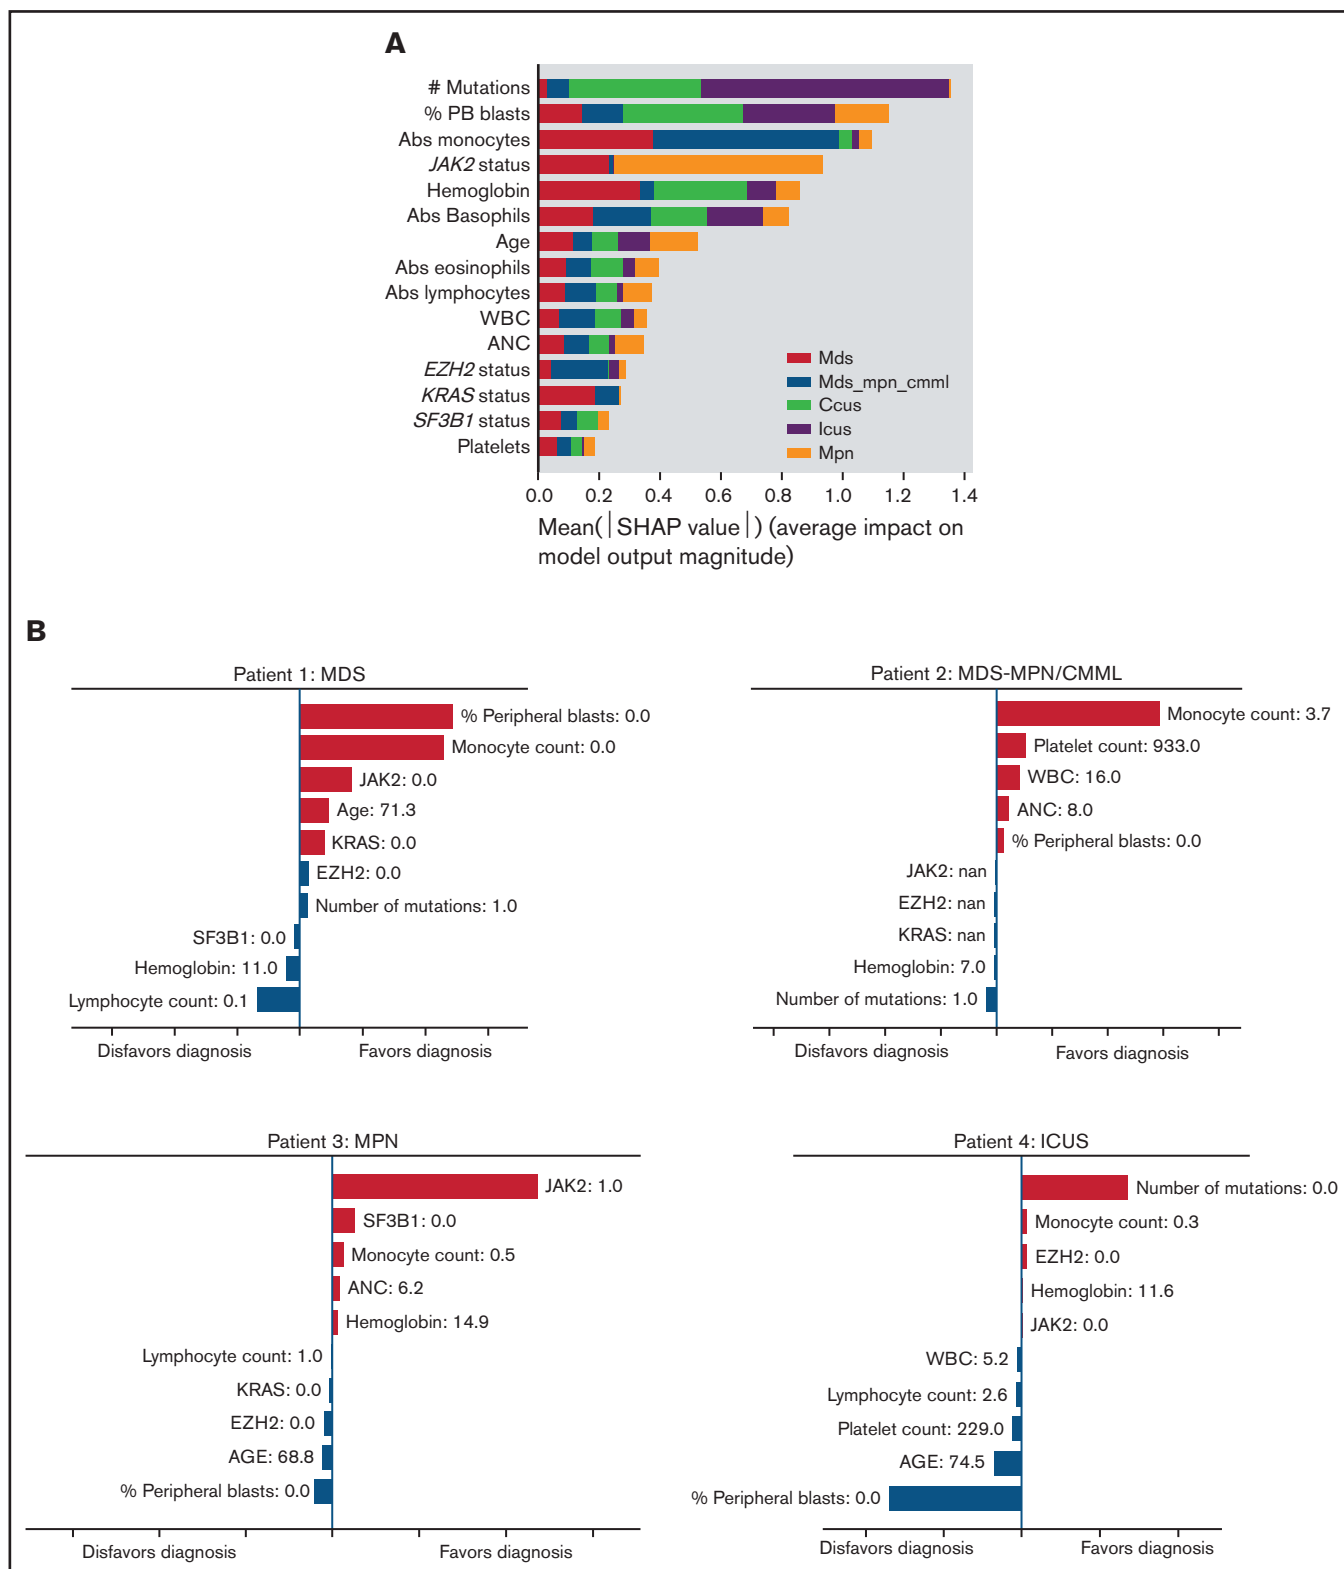 A
# Mutations
% PB blasts
Abs monocytes
JAK2 status
Hemoglobin
Abs Basophils
Age
Abs eosinophils
Abs lymphocytes
WBC
ANC
EZH2 status
KRAS status
SF3B1 status
Platelets
Mds
Mds_mpn_cmml
Ccus
Icus
Mpn
0.0 0.2 0.4 0.6 0.8 1.0 1.2 1.4
Mean(|SHAP value|) (average impact on
model output magnitude)
B
Patient 1: MDS
% Peripheral blasts: 0.0
Monocyte count: 0.0
JAK2: 0.0
Age: 71.3
KRAS: 0.0
EZH2: 0.0
Number of mutations: 1.0
SF3B1: 0.0
Hemoglobin: 11.0
Lymphocyte count: 0.1
Disfavors diagnosis Favors diagnosis
Patient 2: MDS-MPN/CMML
Monocyte count: 3.7
Platelet count: 933.0
WBC: 16.0
ANC: 8.0
% Peripheral blasts: 0.0
JAK2: nan
EZH2: nan
KRAS: nan
Hemoglobin: 7.0
Number of mutations: 1.0
Disfavors diagnosis Favors diagnosis
Patient 3: MPN
JAK2: 1.0
SF3B1: 0.0
Monocyte count: 0.5
ANC: 6.2
Hemoglobin: 14.9
Lymphocyte count: 1.0
KRAS: 0.0
EZH2: 0.0
AGE: 68.8
% Peripheral blasts: 0.0
Disfavors diagnosis Favors diagnosis
Patient 4: ICUS
Number of mutations: 0.0
Monocyte count: 0.3
EZH2: 0.0
Hemoglobin: 11.6
JAK2: 0.0
WBC: 5.2
Lymphocyte count: 2.6
Platelet count: 229.0
AGE: 74.5
% Peripheral blasts: 0.0
Disfavors diagnosis Favors diagnosis